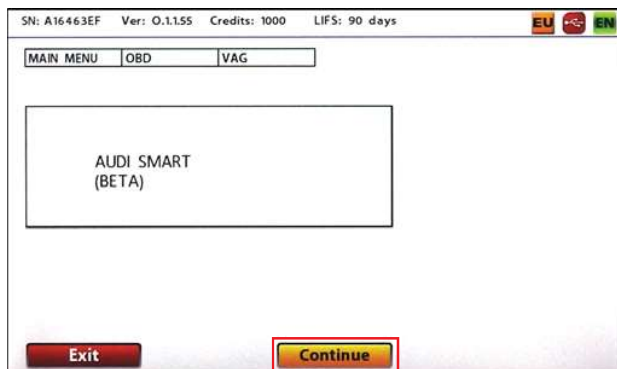 SN: A16463EF Ver: O.1.1.55 Credits: 1000 LIFS: 90 days EU EN
MAIN MENU OBD VAG
AUDI SMART
(BETA)
Exit Continue